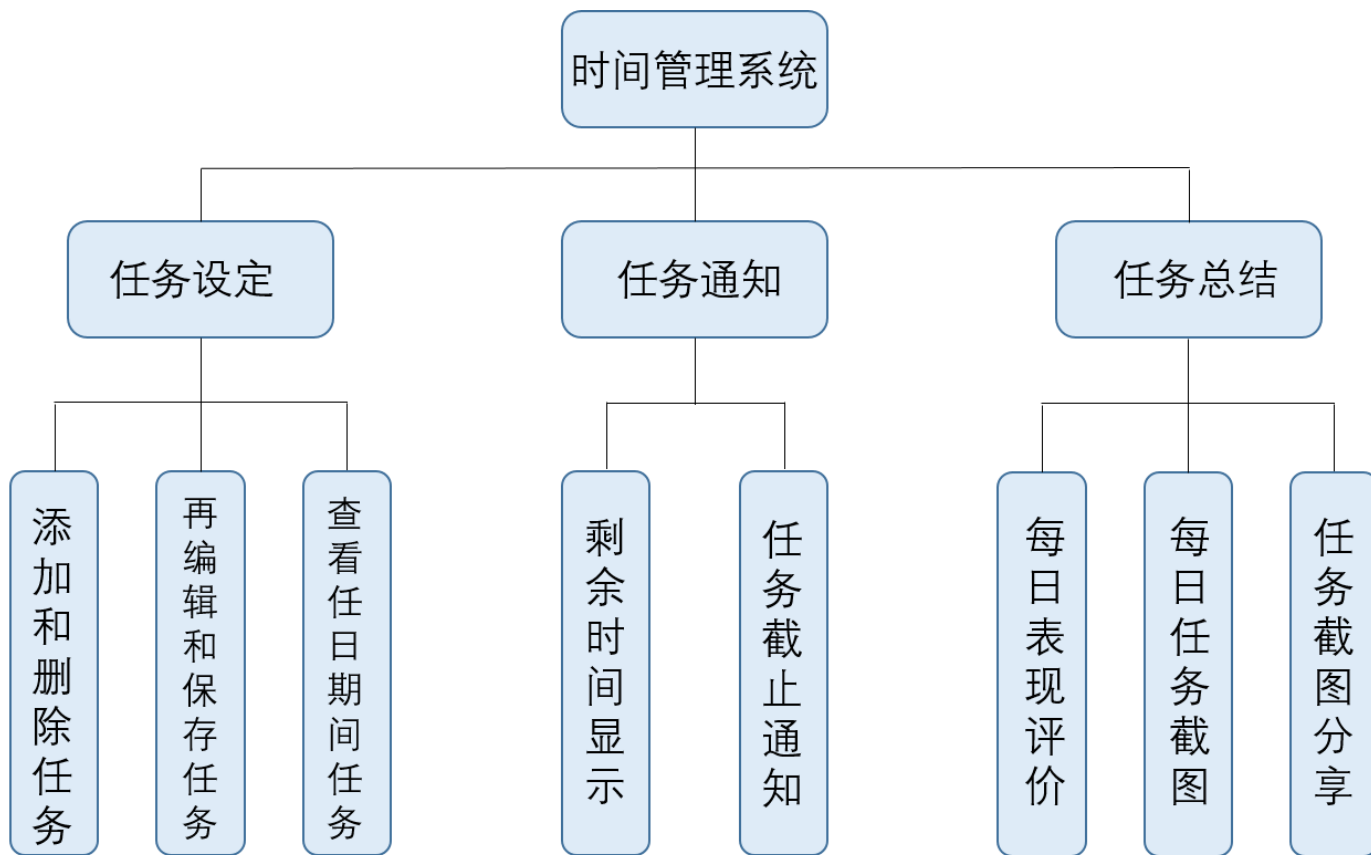 时间管理系统
任务设定
任务通知
任务总结
添加和删除任务
再编辑和保存任务
查看任日期间任务
剩余时间显示
任务截止通知
每日表现评价
每日任务截图
任务截图分享